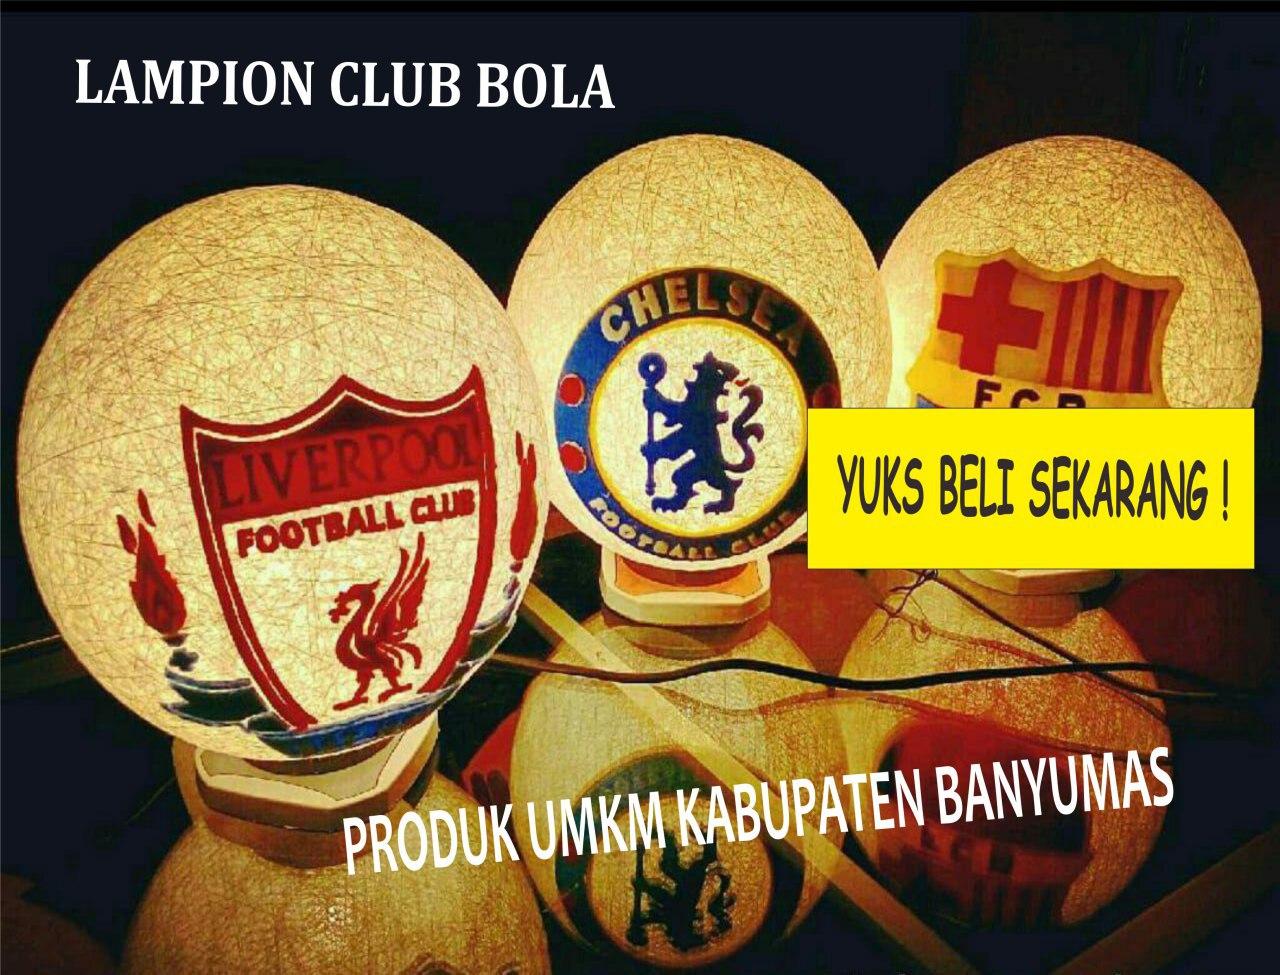 LAMPION CLUB BOLA
CHELSEA
FOOTBALL CLUB
FCB
LIVERPOOL
FOOTBALL CLUB
YUKS BELI SEKARANG !
PRODUK UMKM KABUPATEN BANYUMAS